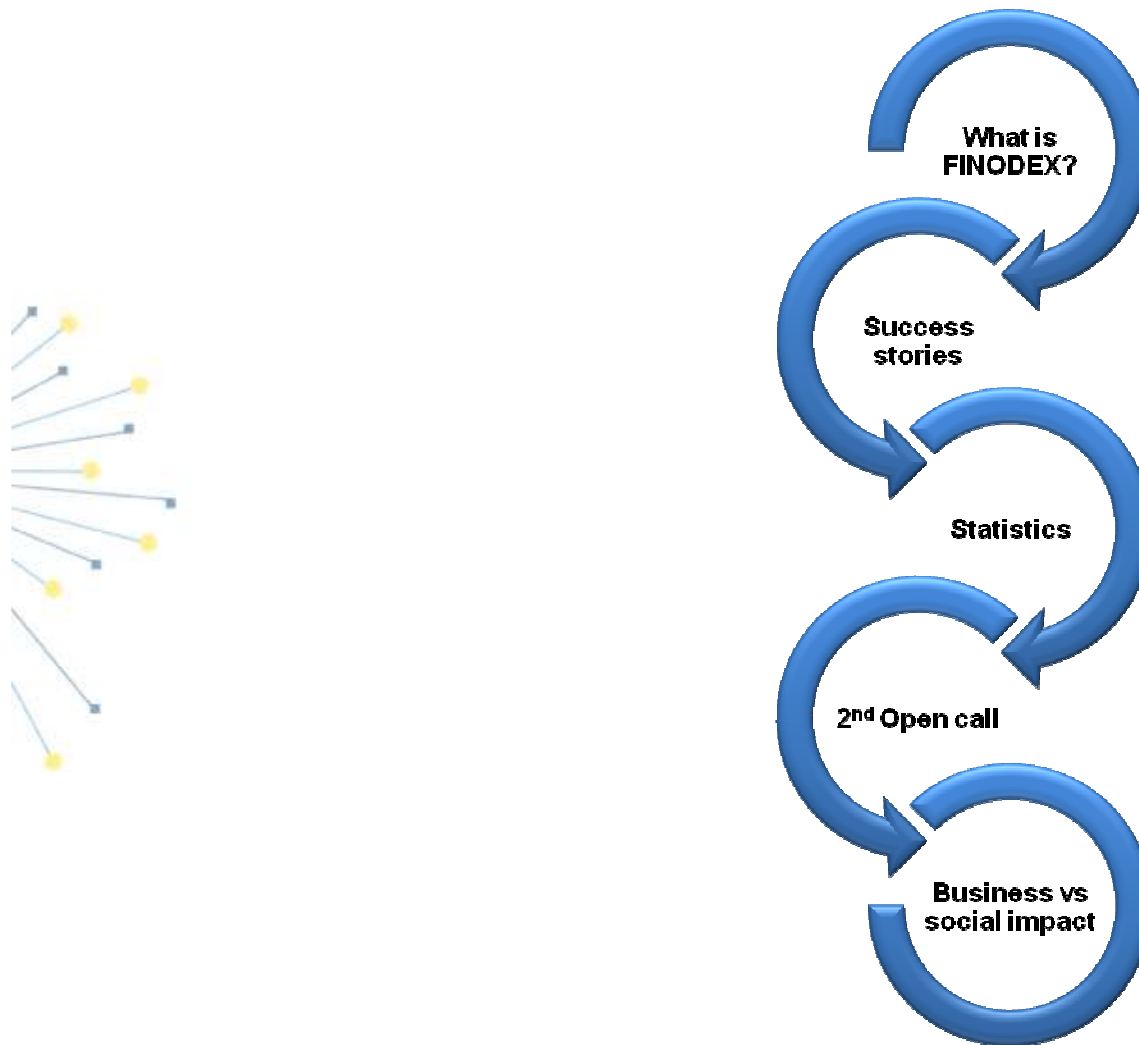 What is
FINODEX?
Success
stories
Statistics
2nd Open call
Business vs
social impact